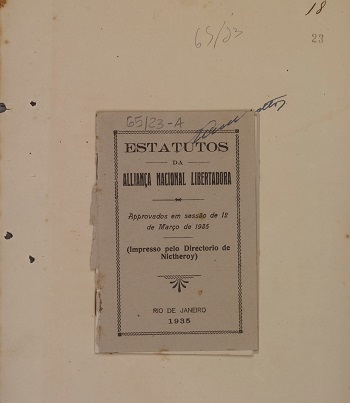 18
65/23
23
65/23-A
ESTATUTOS
DA
ALLIANÇA NACIONAL LIBERTADORA
Approvados em sessão de 12
de Março de 1935
(Impresso pelo Directorio de
Nictheroy)
RIO DE JANEIRO
1935